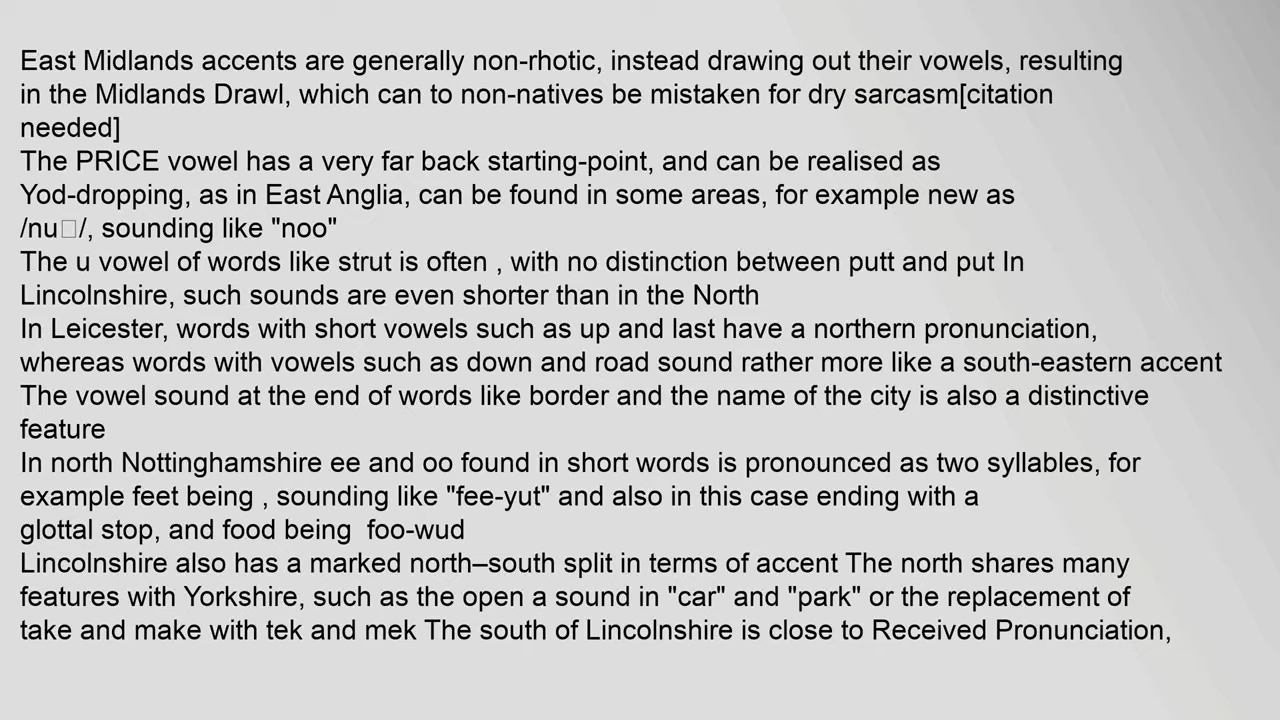 East Midlands accents are generally non-rhotic, instead drawing out their vowels, resulting
in the Midlands Drawl, which can to non-natives be mistaken for dry sarcasm[citation
needed]
The PRICE vowel has a very far back starting-point, and can be realised as
Yod-dropping, as in East Anglia, can be found in some areas, for example new as
/nu□/, sounding like "noo"
The u vowel of words like strut is often , with no distinction between putt and put In
Lincolnshire, such sounds are even shorter than in the North
In Leicester, words with short vowels such as up and last have a northern pronunciation,
whereas words with vowels such as down and road sound rather more like a south-eastern accent
The vowel sound at the end of words like border and the name of the city is also a distinctive
feature
In north Nottinghamshire ee and oo found in short words is pronounced as two syllables, for
example feet being , sounding like "fee-yut" and also in this case ending with a
glottal stop, and food being  foo-wud
Lincolnshire also has a marked north–south split in terms of accent The north shares many
features with Yorkshire, such as the open a sound in "car" and "park" or the replacement of
take and make with tek and mek The south of Lincolnshire is close to Received Pronunciation,